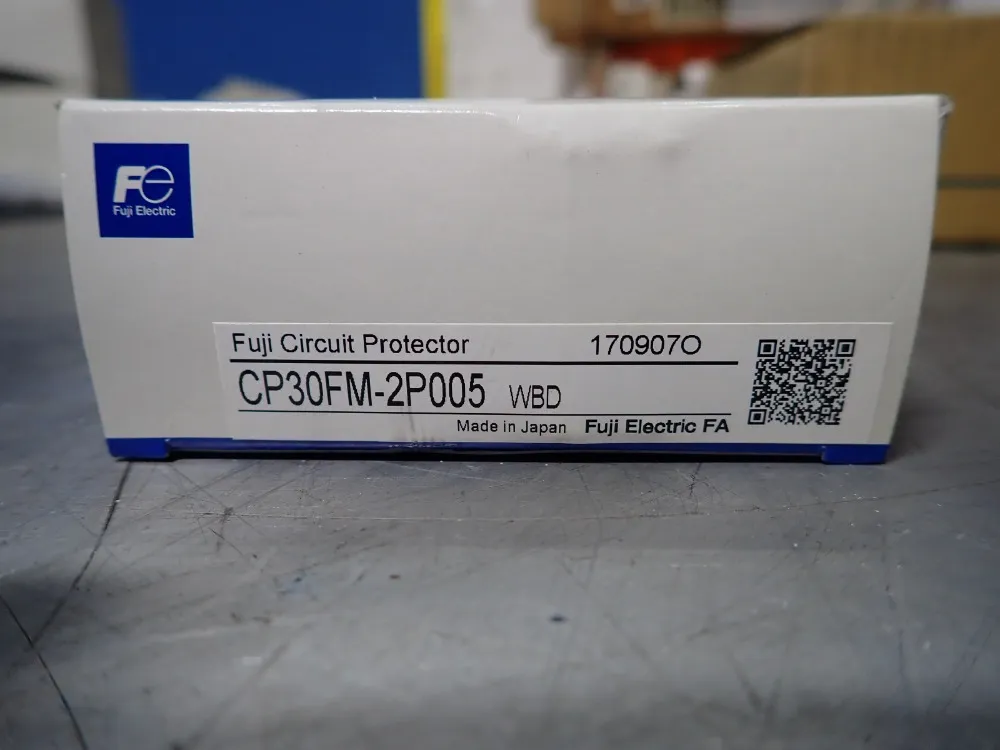 Fe
Fuji Electric
Fuji Circuit Protector 170907O
CP30FM-2P005 WBD
Made in Japan Fuji Electric FA